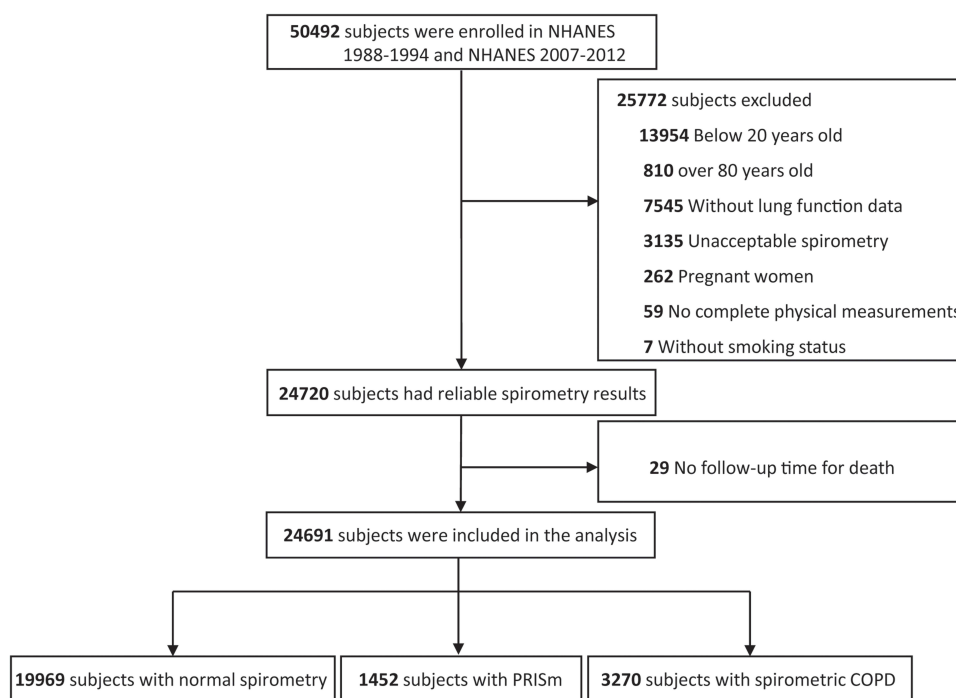 50492 subjects were enrolled in NHANES
1988-1994 and NHANES 2007-2012
25772 subjects excluded
13954 Below 20 years old
810 over 80 years old
7545 Without lung function data
3135 Unacceptable spirometry
262 Pregnant women
59 No complete physical measurements
7 Without smoking status
24720 subjects had reliable spirometry results
29 No follow-up time for death
24691 subjects were included in the analysis
19969 subjects with normal spirometry
1452 subjects with PRISm
3270 subjects with spirometric COPD